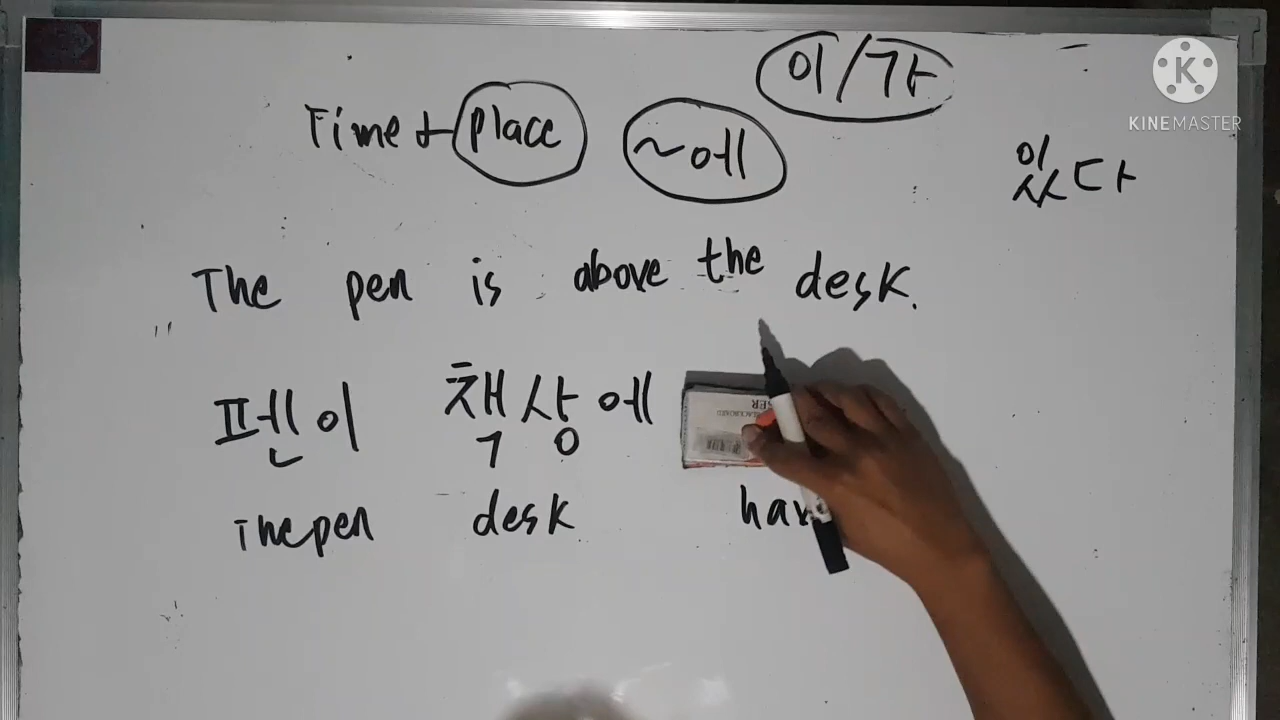 이/가
Time + place ~에
KINEMASTER
있다
The pen is above the desk.
펜이 책상에
The pen desk